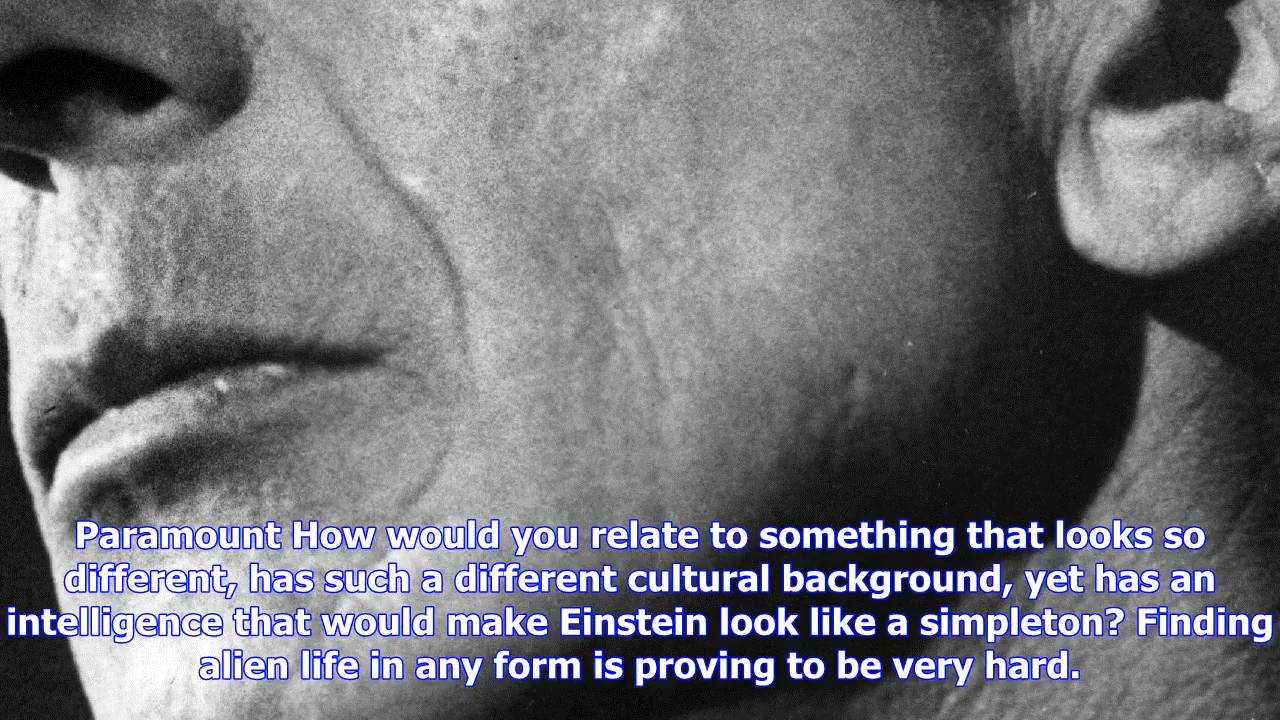 Paramount How would you relate to something that looks so
different, has such a different cultural background, yet has an
intelligence that would make Einstein look like a simpleton? Finding
alien life in any form is proving to be very hard.